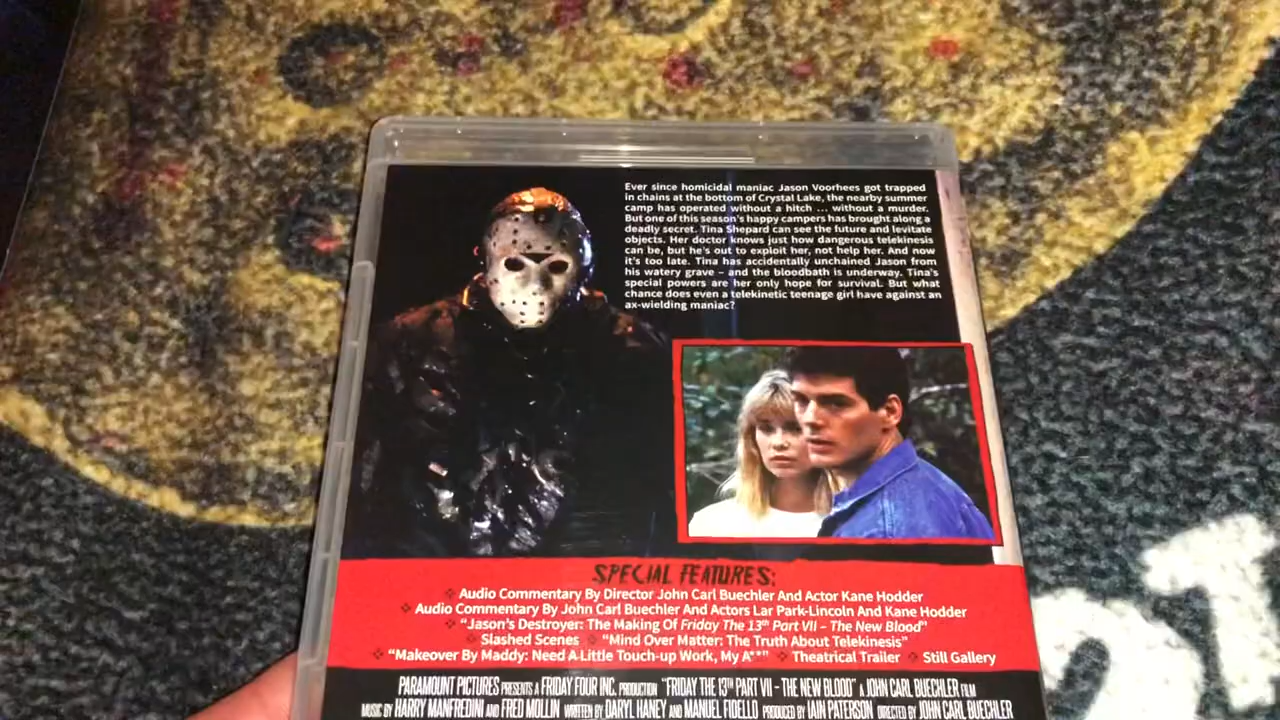 Ever since homicidal maniac Jason Voorhees got trapped
in chains at the bottom of Crystal Lake, the nearby summer
camp has operated without a hitch ... without a murder.
But one of this season's happy campers has brought along a
deadly secret. Tina Shepard can see the future and levitate
objects. Her doctor knows just how dangerous telekinesis
can be, but he's out to exploit her, not help her. And now
it's too late. Tina has accidentally unchained Jason from
his watery grave – and the bloodbath is underway. Tina's
special powers are her only hope for survival. But what
chance does even a telekinetic teenage girl have against an
ax-wielding maniac?
SPECIAL FEATURES:
Audio Commentary By Director John Carl Buechler And Actor Kane Hodder
Audio Commentary By John Carl Buechler And Actors Lar Park-Lincoln And Kane Hodder
"Jason's Destroyer: The Making Of Friday The 13th Part VII – The New Blood"
Slashed Scenes "Mind Over Matter: The Truth About Telekinesis"
"Makeover By Maddy: Need A Little Touch-up Work, My A**" Theatrical Trailer Still Gallery
PARAMOUNT PICTURES PRESENTS A FRIDAY FOUR INC. PRODUCTION "FRIDAY THE 13TH PART VII - THE NEW BLOOD" A JOHN CARL BUECHLER FILM
MUSIC BY HARRY MANFREDINI AND FRED MOLLIN WRITTEN BY DARYL HANEY AND MANUEL FIDELLO PRODUCED BY IAIN PATERSON DIRECTED BY JOHN CARL BUECHLER